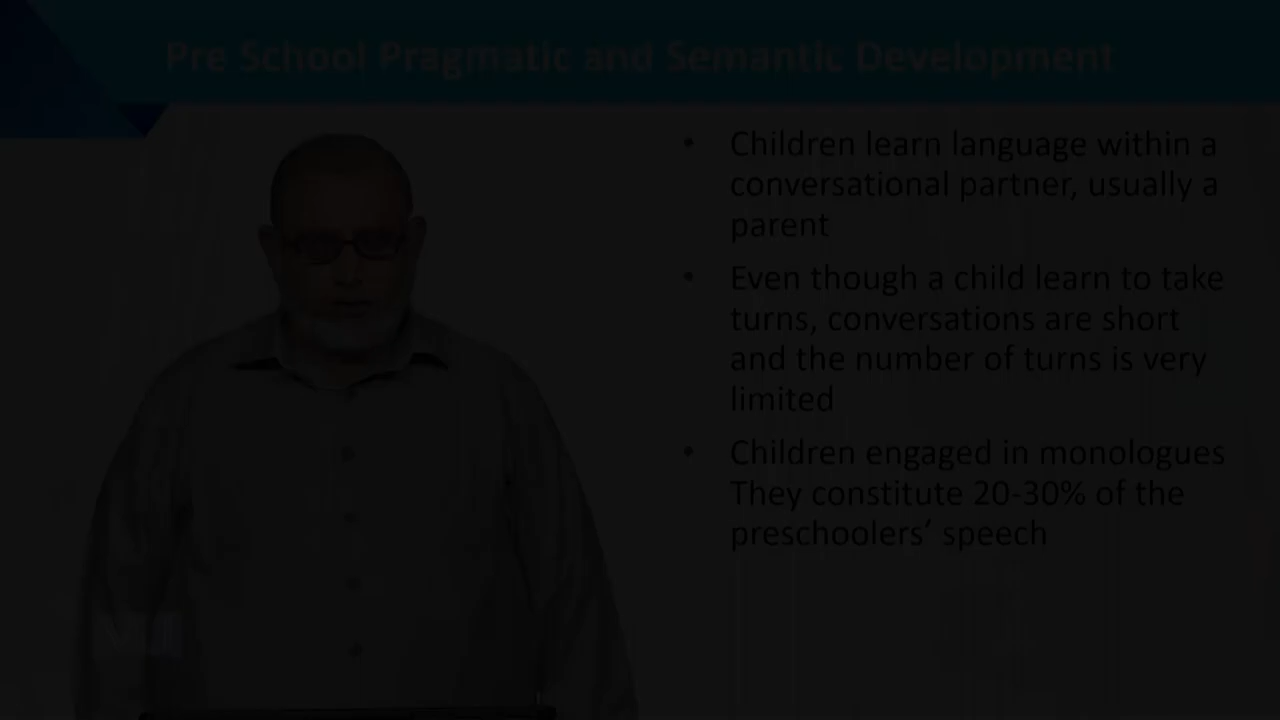 Pre School Pragmatic and Semantic Development
• Children learn language within a
conversational partner, usually a
parent
• Even though a child learn to take
turns, conversations are short
and the number of turns is very
limited
• Children engaged in monologues
They constitute 20-30% of the
preschoolers‘ speech